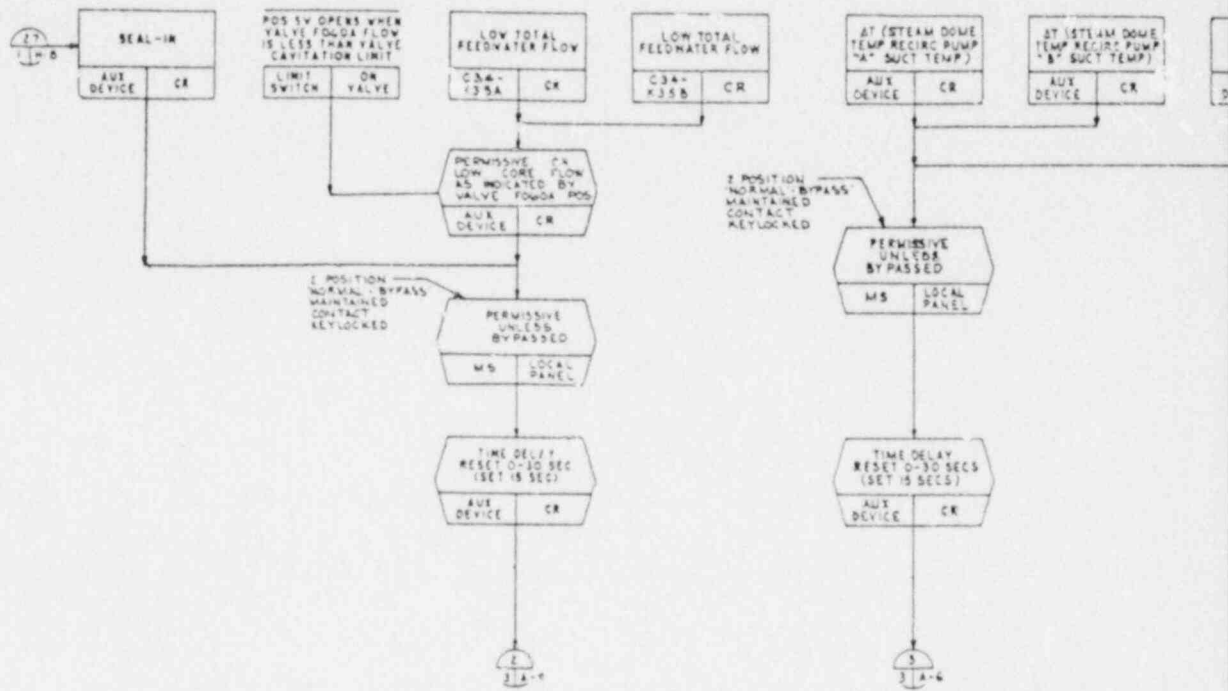 27
1 H-8
SEAL-IN
AUX
DEVICE
CR
POS SW OPENS WHEN
VALVE F060A FLOW
IS LESS THAN VALVE
CAVITATION LIMIT
LIMIT
SWITCH
ON
VALVE
LOW TOTAL
FEEDWATER FLOW
C34-
K35A
CR
LOW TOTAL
FEEDWATER FLOW
C34-
K35B
CR
ΔT (STEAM DOME
TEMP RECIRC PUMP
"A" SUCT TEMP)
AUX
DEVICE
CR
ΔT (STEAM DOME
TEMP RECIRC PUMP
"B" SUCT TEMP)
AUX
DEVICE
CR
D
PERMISSIVE ON
LOW CORE FLOW
AS INDICATED BY
VALVE F060A POS
AUX
DEVICE
CR
2 POSITION
NORMAL - BYPASS
MAINTAINED
CONTACT
KEYLOCKED
PERMISSIVE
UNLESS
BYPASSED
MS
LOCAL
PANEL
2 POSITION
NORMAL - BYPASS
MAINTAINED
CONTACT
KEYLOCKED
PERMISSIVE
UNLESS
BYPASSED
MS
LOCAL
PANEL
TIME DELAY
RESET 0-30 SEC
(SET 15 SEC)
AUX
DEVICE
CR
TIME DELAY
RESET 0-30 SECS
(SET 15 SECS)
AUX
DEVICE
CR
2
3 A-7
3
3 A-6